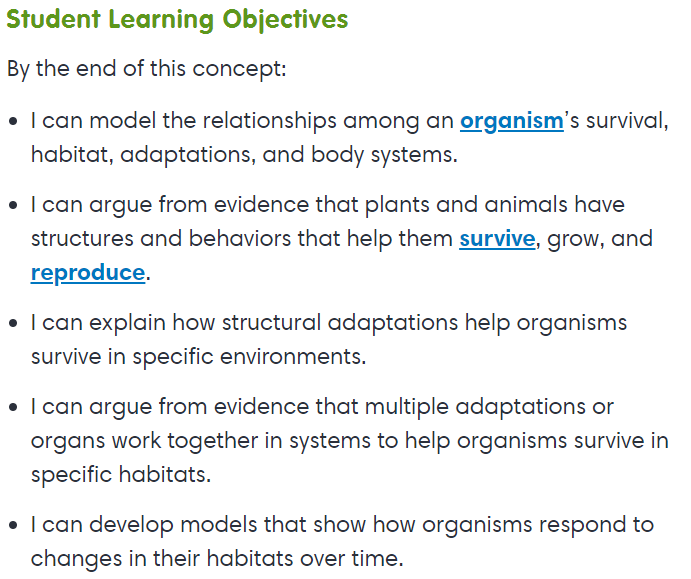 Student Learning Objectives
By the end of this concept:
• I can model the relationships among an organism's survival,
habitat, adaptations, and body systems.
• I can argue from evidence that plants and animals have
structures and behaviors that help them survive, grow, and
reproduce.
• I can explain how structural adaptations help organisms
survive in specific environments.
• I can argue from evidence that multiple adaptations or
organs work together in systems to help organisms survive in
specific habitats.
• I can develop models that show how organisms respond to
changes in their habitats over time.